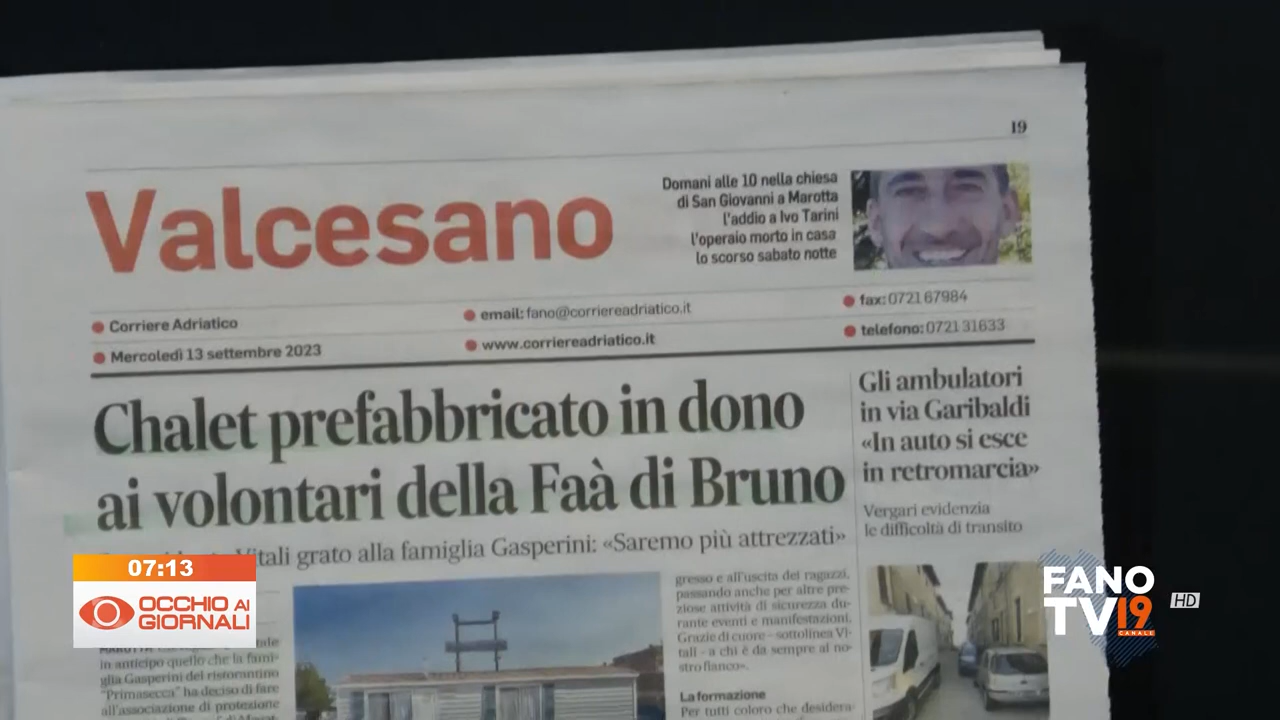 19
Valcesano
Domani alle 10 nella chiesa
di San Giovanni a Marotta
l'addio a Ivo Tarini
l'operaio morto in casa
lo scorso sabato notte
Corriere Adriatico
Mercoledì 13 settembre 2023
email: fano@corriereadriatico.it
www.corriereadriatico.it
fax: 0721 67984
telefono: 0721 31633
Chalet prefabbricato in dono
ai volontari della Faà di Bruno
Vitali grato alla famiglia Gasperini: «Saremo più attrezzati»
Gli ambulatori
in via Garibaldi
«In auto si esce
in retromarcia»
Vergari evidenzia
le difficoltà di transito
in anticipo quello che la fami-
glia Gasperini del ristorantino
"Primasecca" ha deciso di fare
all'associazione di protezione
gresso e all'uscita dei ragazzi,
passando anche per altre pre-
ziose attività di sicurezza du-
rante eventi e manifestazioni.
Grazie di cuore - sottolinea Vi-
tali - a chi è da sempre al no-
stro fianco».
La formazione
Per tutti coloro che desidera-
07:13
OCCHIO AI
GIORNALI
FANO
TV19
CANALE
HD